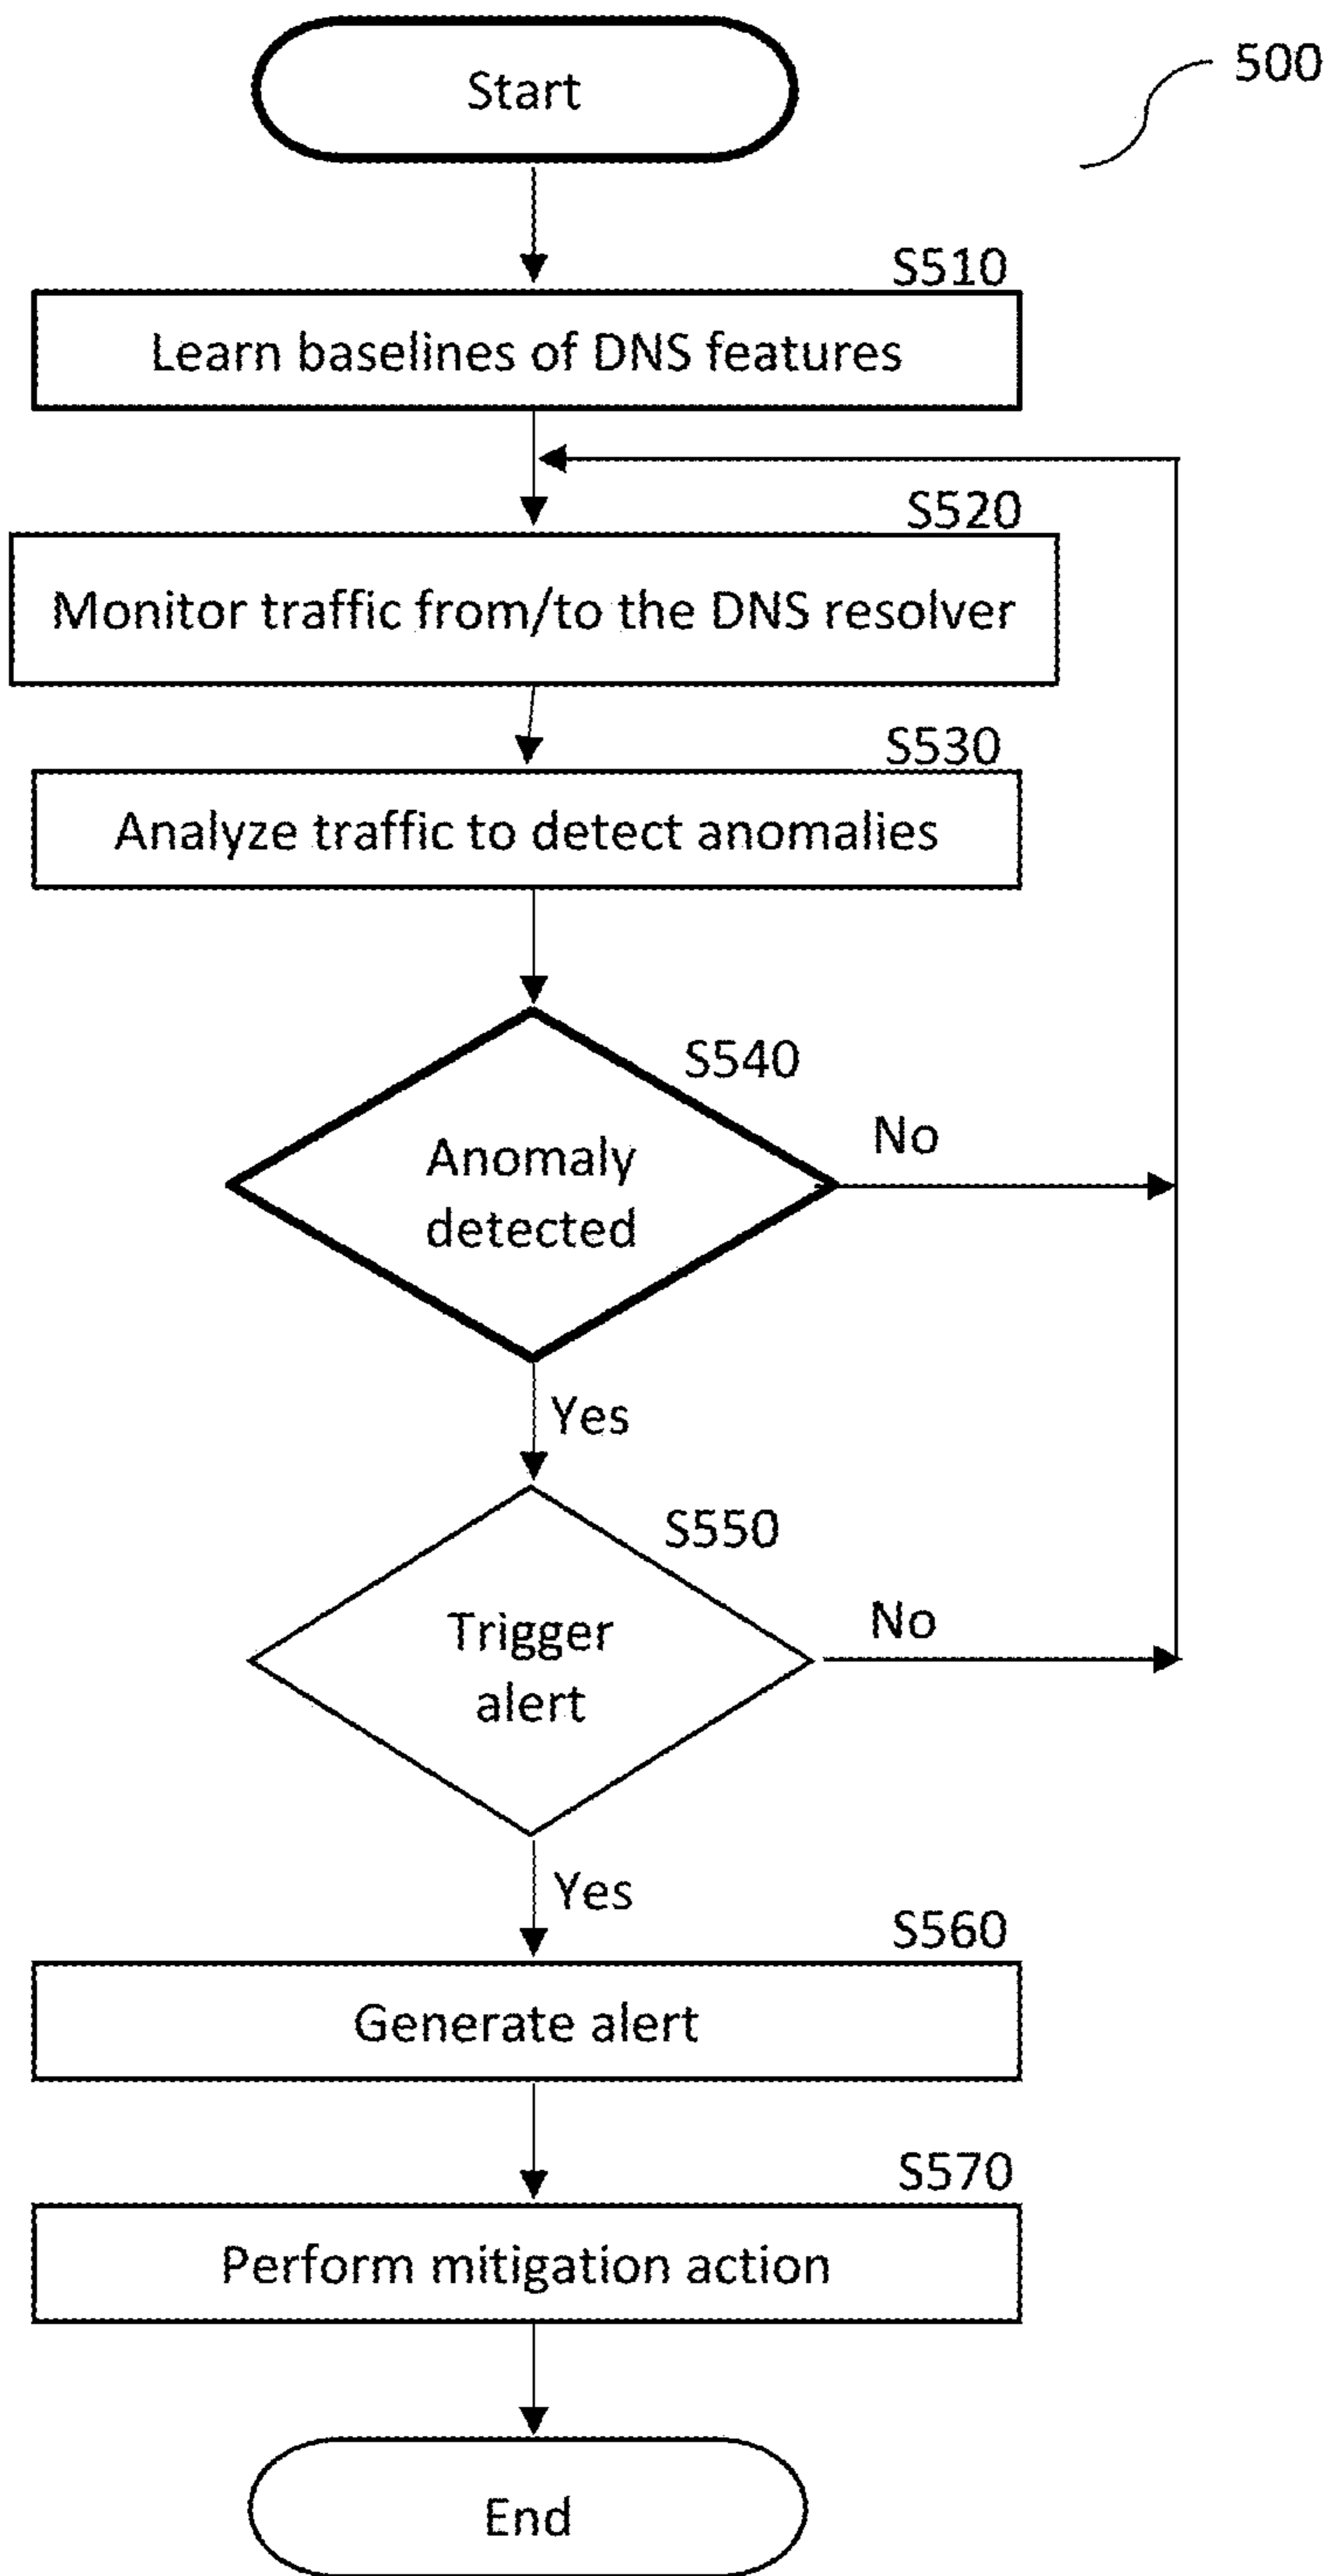 Start
500
S510
Learn baselines of DNS features
S520
Monitor traffic from/to the DNS resolver
S530
Analyze traffic to detect anomalies
S540
Anomaly
detected
No
Yes
S550
Trigger
alert
No
Yes
S560
Generate alert
S570
Perform mitigation action
End